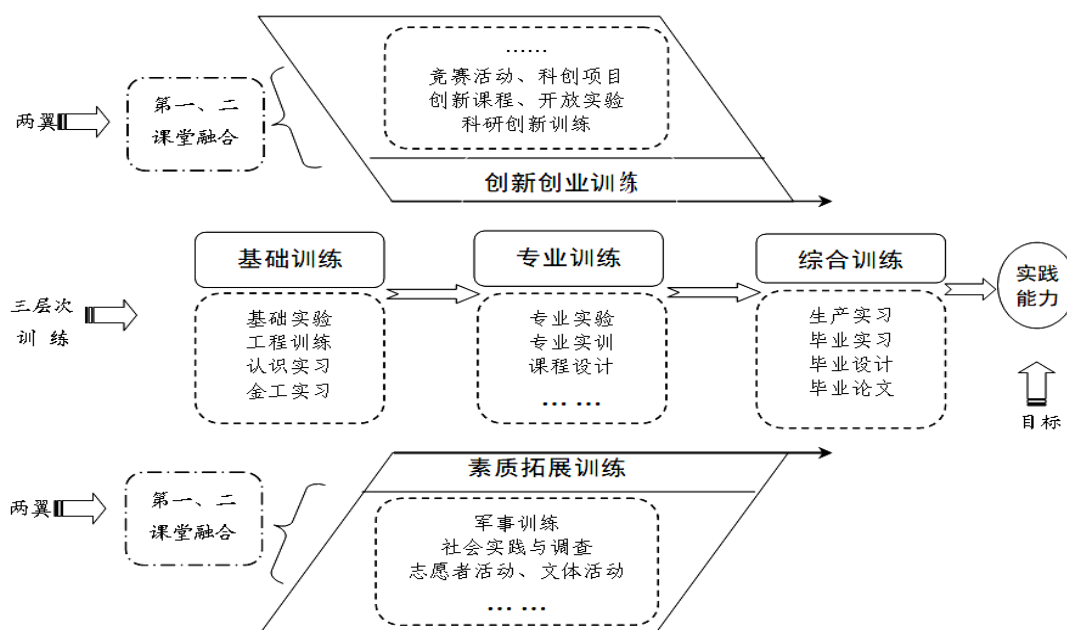 ……
竞赛活动、科创项目
创新课程、开放实验
科研创新训练
创新创业训练
两翼
第一、二
课堂融合
三层次
训 练
基础训练
基础实验
工程训练
认识实习
金工实习
专业训练
专业实验
专业实训
课程设计
… …
综合训练
生产实习
毕业实习
毕业设计
毕业论文
实践
能力
目标
两翼
第一、二
课堂融合
素质拓展训练
军事训练
社会实践与调查
志愿者活动、文体活动
… …